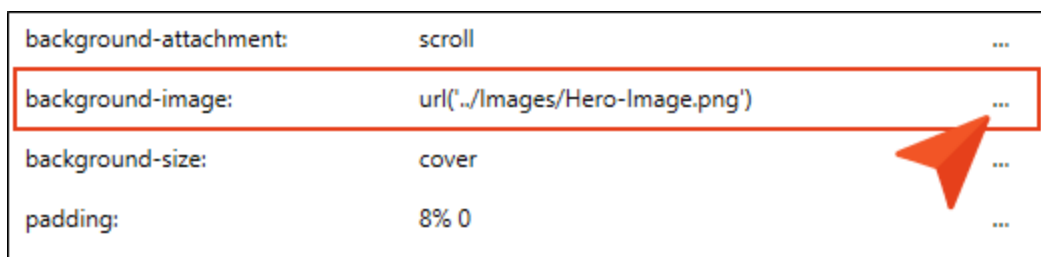 background-attachment: scroll ...
background-image: url('../Images/Hero-Image.png') ...
background-size: cover ...
padding: 8% 0 ...